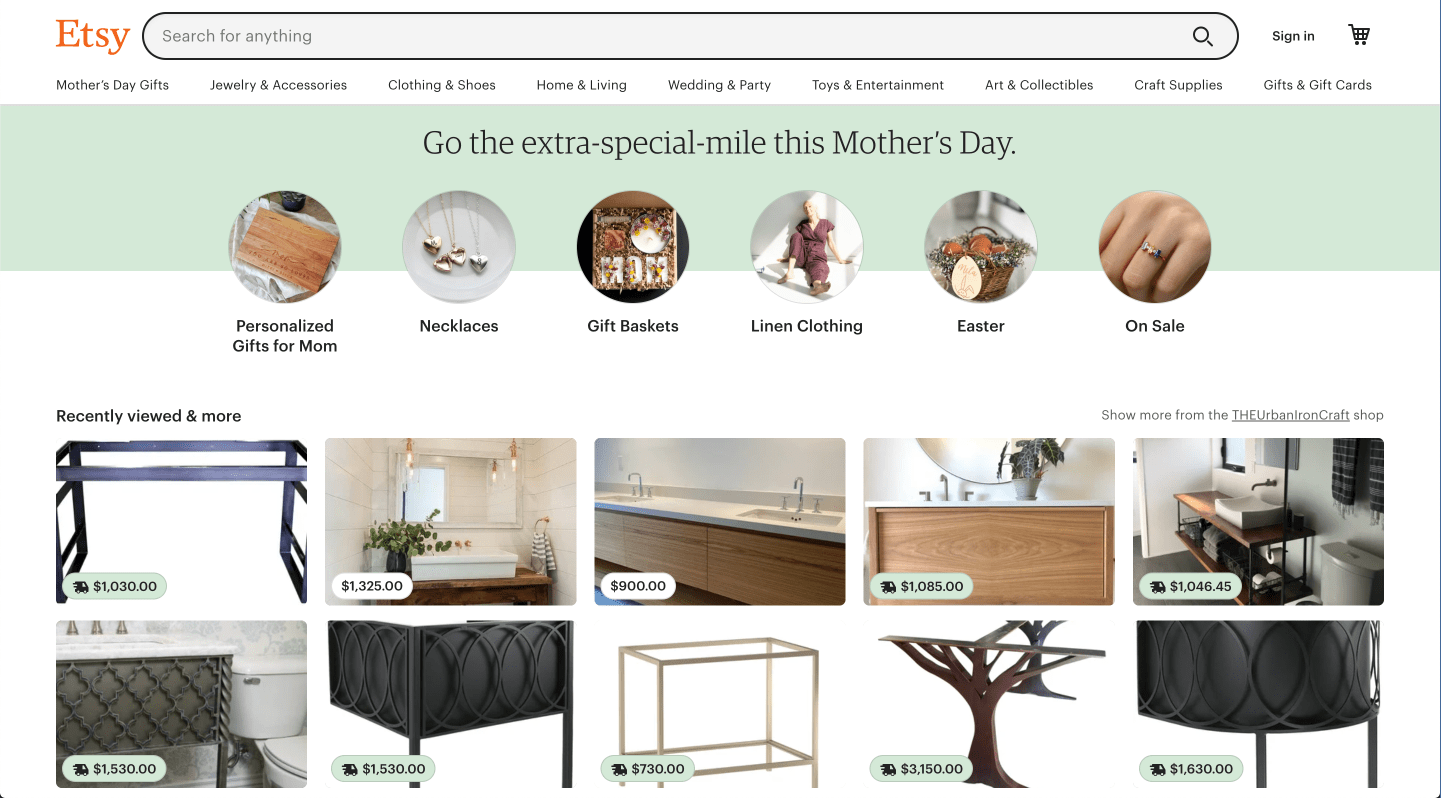 Etsy
Search for anything
Sign in
Mother's Day Gifts
Jewelry & Accessories
Clothing & Shoes
Home & Living
Wedding & Party
Toys & Entertainment
Art & Collectibles
Craft Supplies
Gifts & Gift Cards
Go the extra-special-mile this Mother's Day.
MOM
Personalized
Gifts for Mom
Necklaces
Gift Baskets
Linen Clothing
Easter
On Sale
Recently viewed & more
Show more from the THEUrbanIronCraft shop
$1,030.00
$1,325.00
$900.00
$1,085.00
$1,046.45
$1,530.00
$1,530.00
$730.00
$3,150.00
$1,630.00